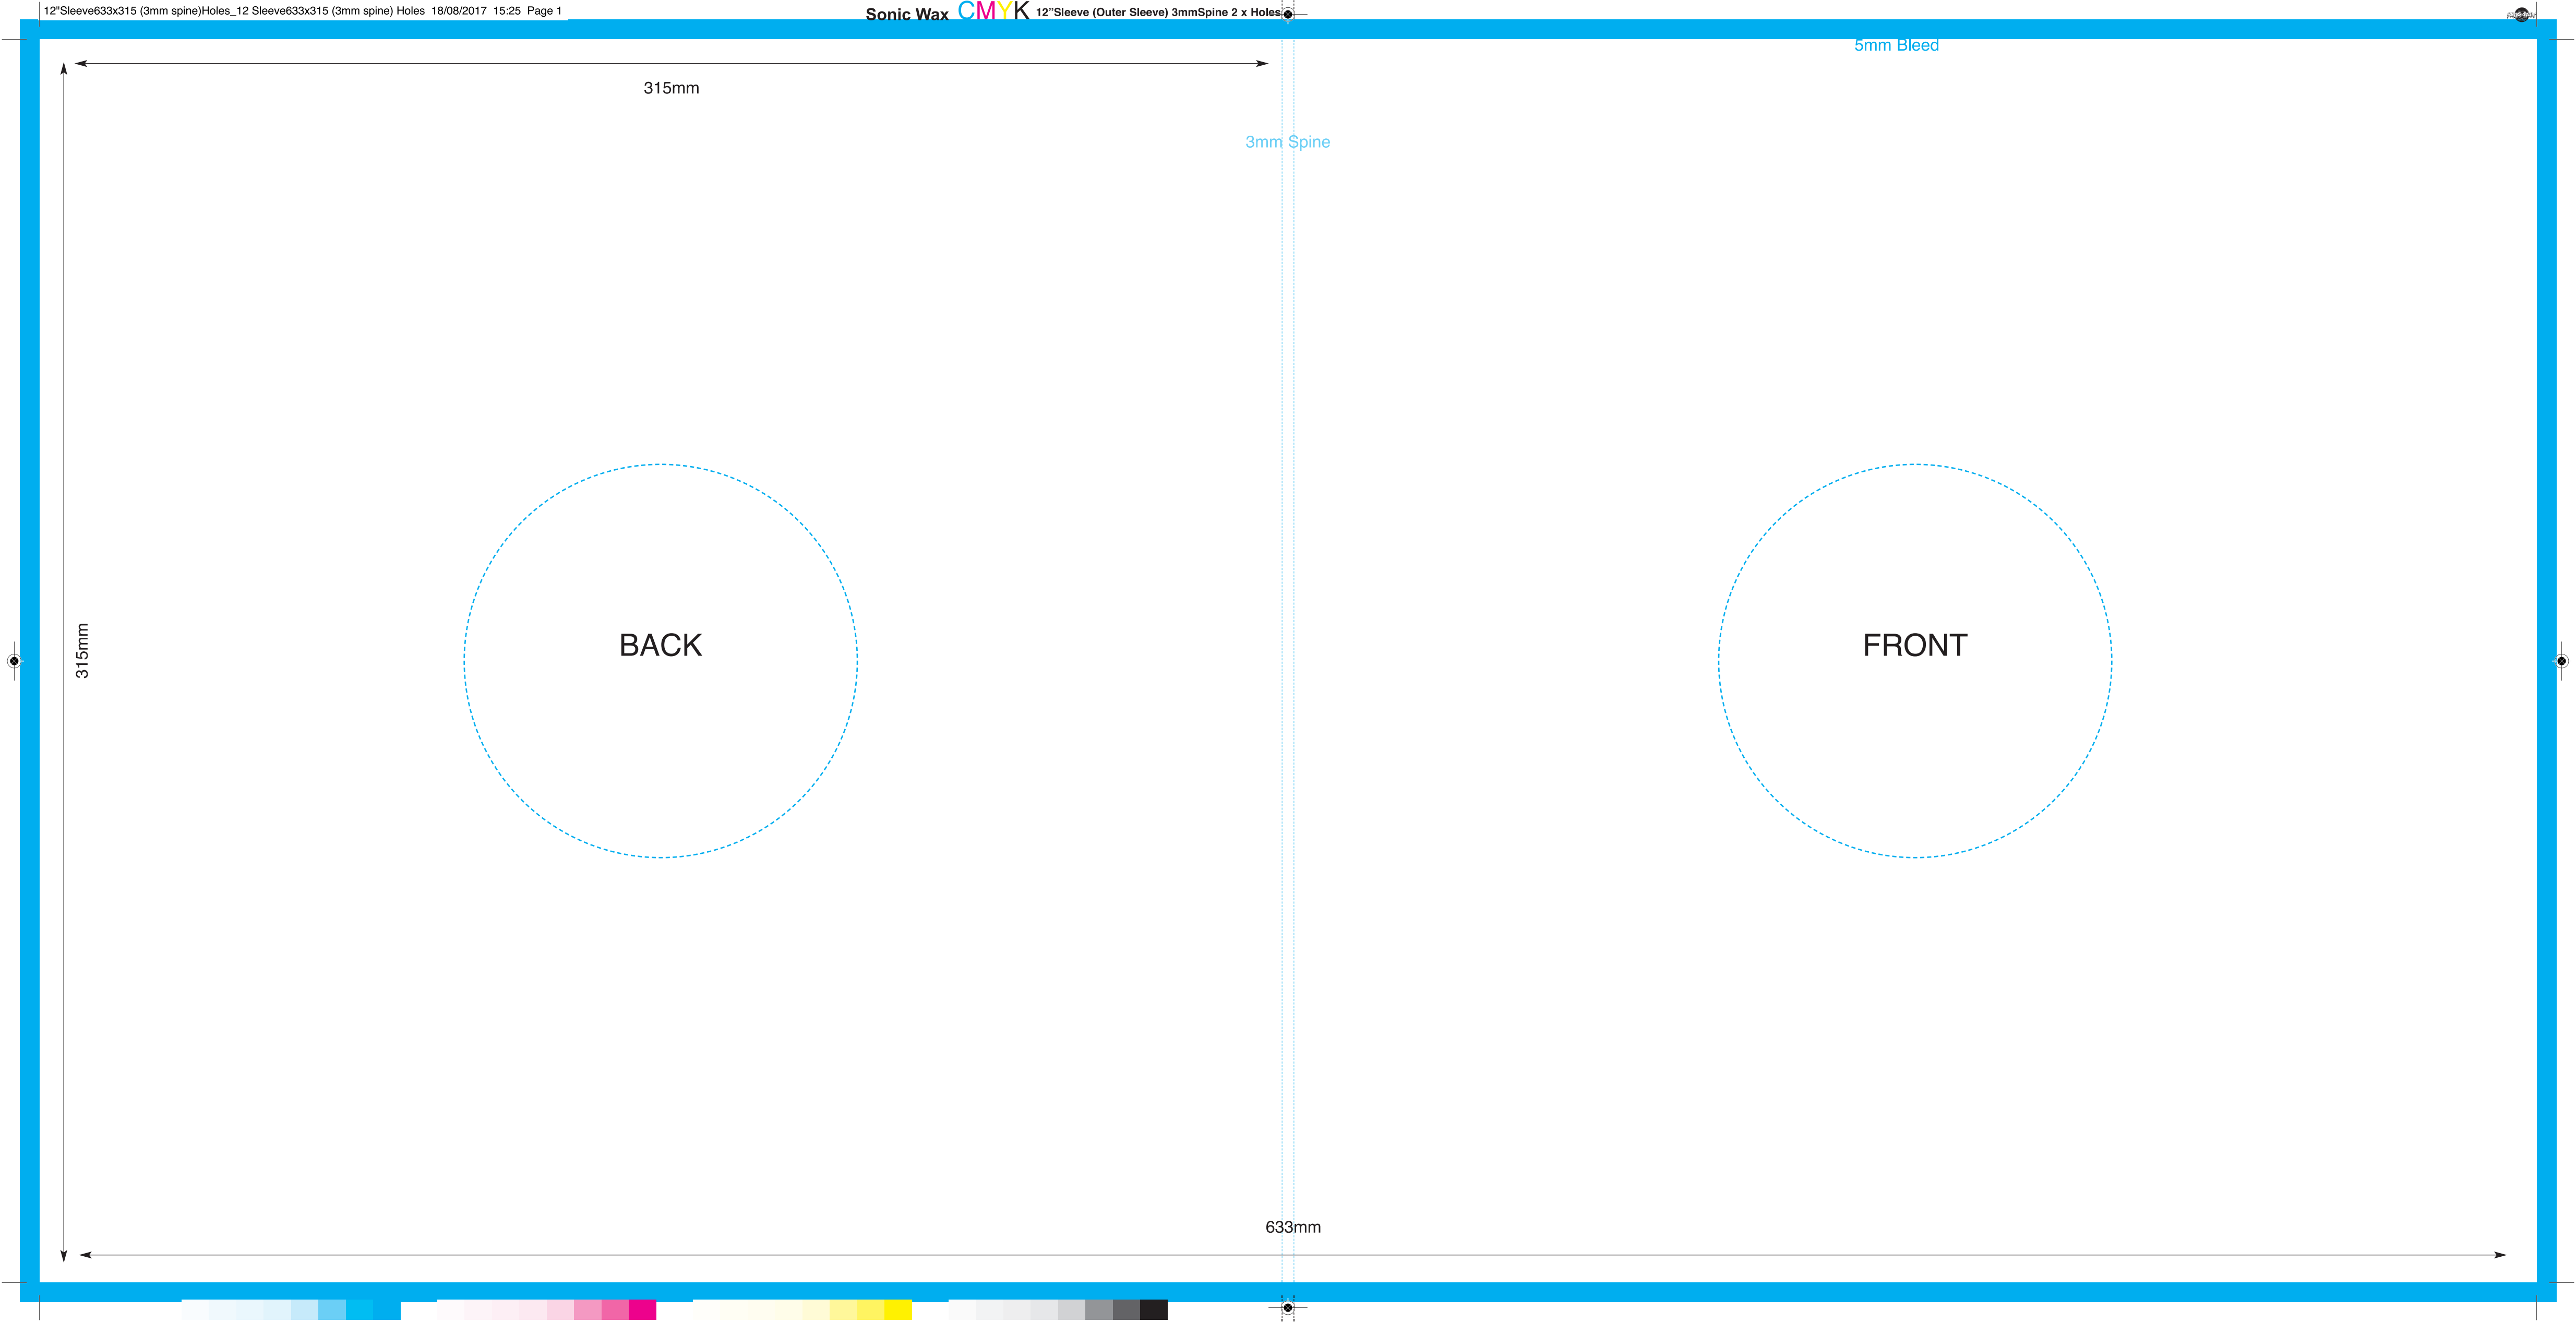 12"Sleeve633x315 (3mm spine)Holes_12 Sleeve633x315 (3mm spine) Holes  18/08/2017  15:25  Page 1
Sonic Wax CMYK 12”Sleeve (Outer Sleeve) 3mmSpine 2 x Holes
5mm Bleed
315mm
3mm Spine
315mm
BACK
FRONT
633mm